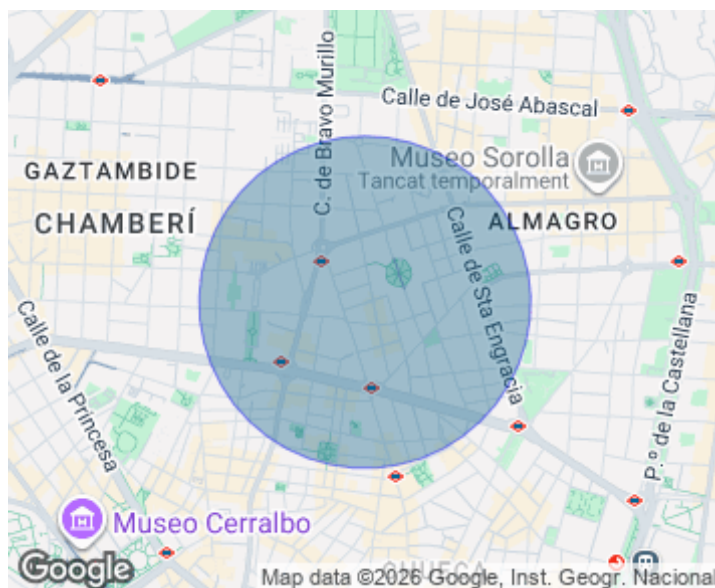 C. de Bravo Murillo
Calle de José Abascal
GAZTAMBIDE
Museo Sorolla
Tancat temporalment
CHAMBERÍ
ALMAGRO
Calle de Sta Engracia
Calle de la Princesa
P.º de la Castellana
Museo Cerralbo
Google
Map data ©2026 Google, Inst. Geogr. Nacional